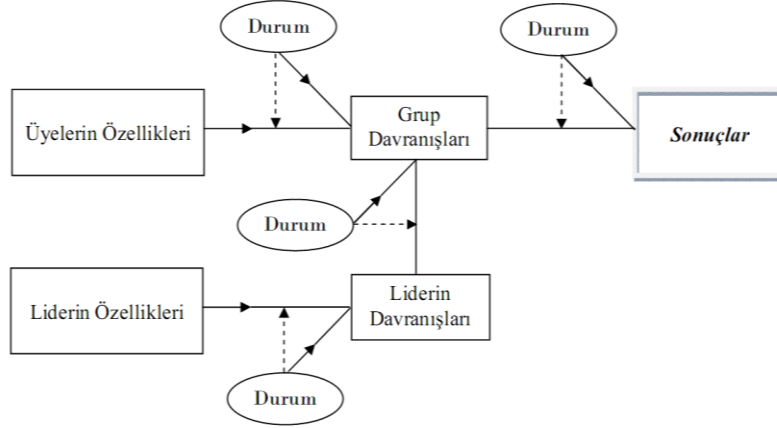 Durum
Durum
Üyelerin Özellikleri
Grup
Davranışları
Sonuçlar
Durum
Liderin Özellikleri
Liderin
Davranışları
Durum